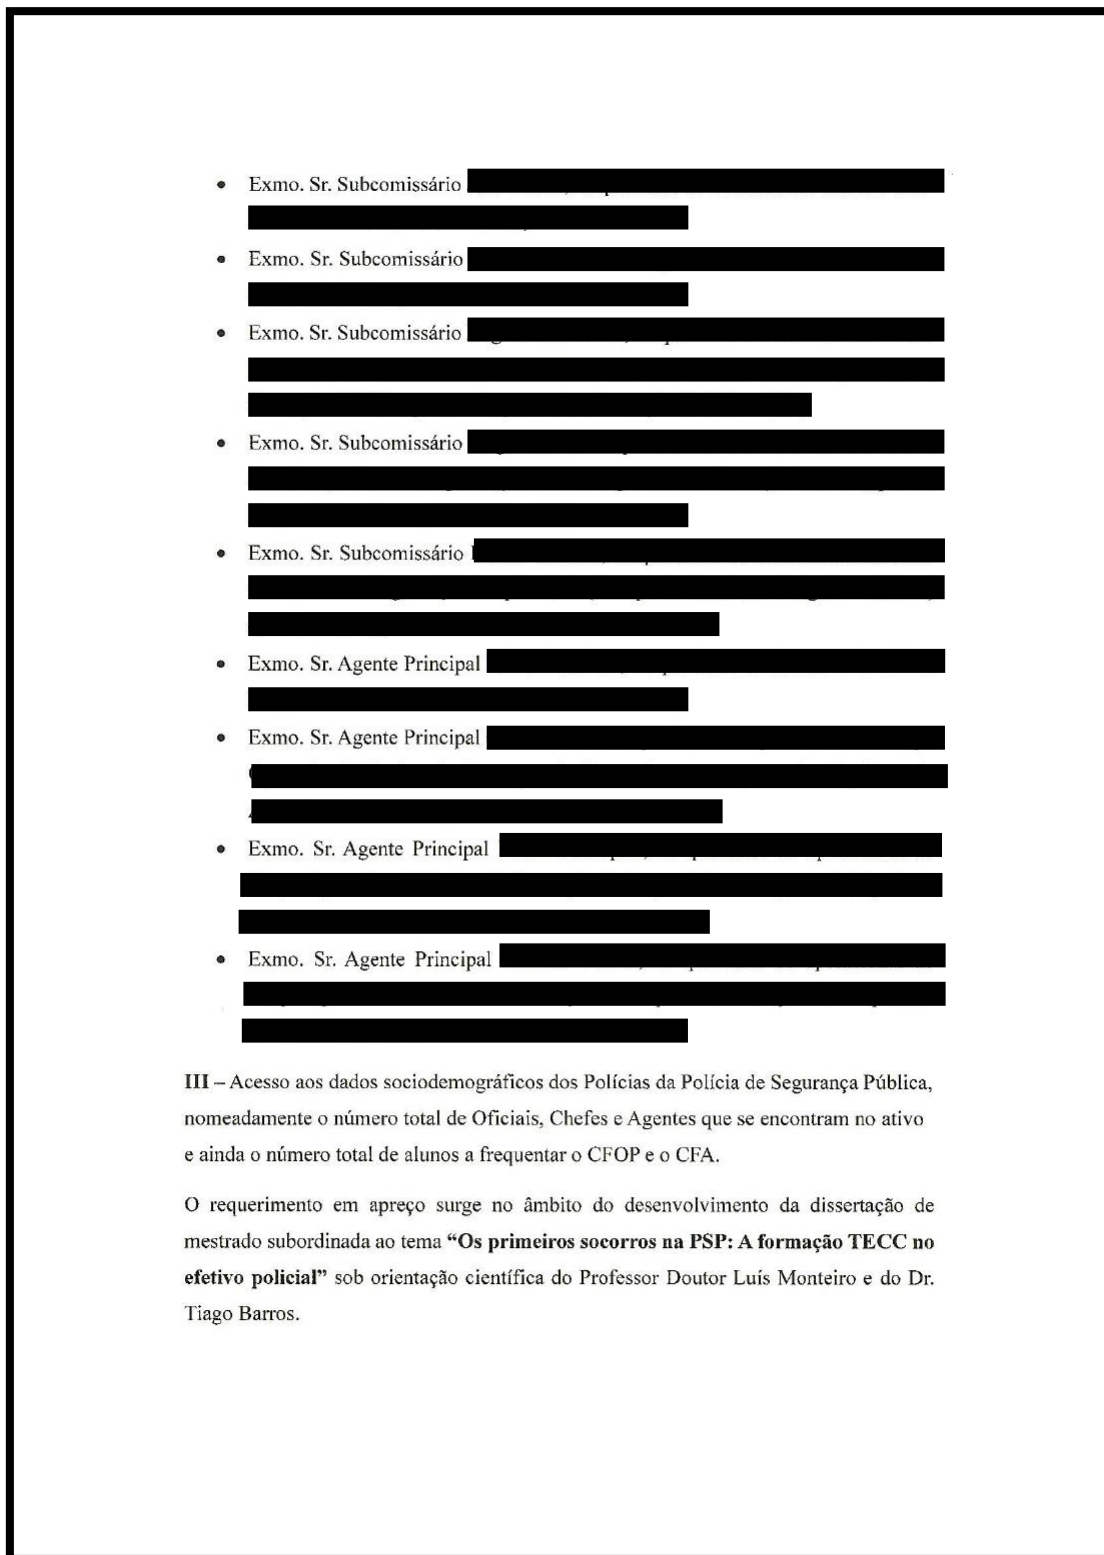 • Exmo. Sr. Subcomissário
• Exmo. Sr. Subcomissário
• Exmo. Sr. Subcomissário
• Exmo. Sr. Subcomissário
• Exmo. Sr. Subcomissário
• Exmo. Sr. Agente Principal
• Exmo. Sr. Agente Principal
• Exmo. Sr. Agente Principal
• Exmo. Sr. Agente Principal
III – Acesso aos dados sociodemográficos dos Polícias da Polícia de Segurança Pública,
nomeadamente o número total de Oficiais, Chefes e Agentes que se encontram no ativo
e ainda o número total de alunos a frequentar o CFOP e o CFA.
O requerimento em apreço surge no âmbito do desenvolvimento da dissertação de
mestrado subordinada ao tema “Os primeiros socorros na PSP: A formação TECC no
efetivo policial” sob orientação científica do Professor Doutor Luís Monteiro e do Dr.
Tiago Barros.